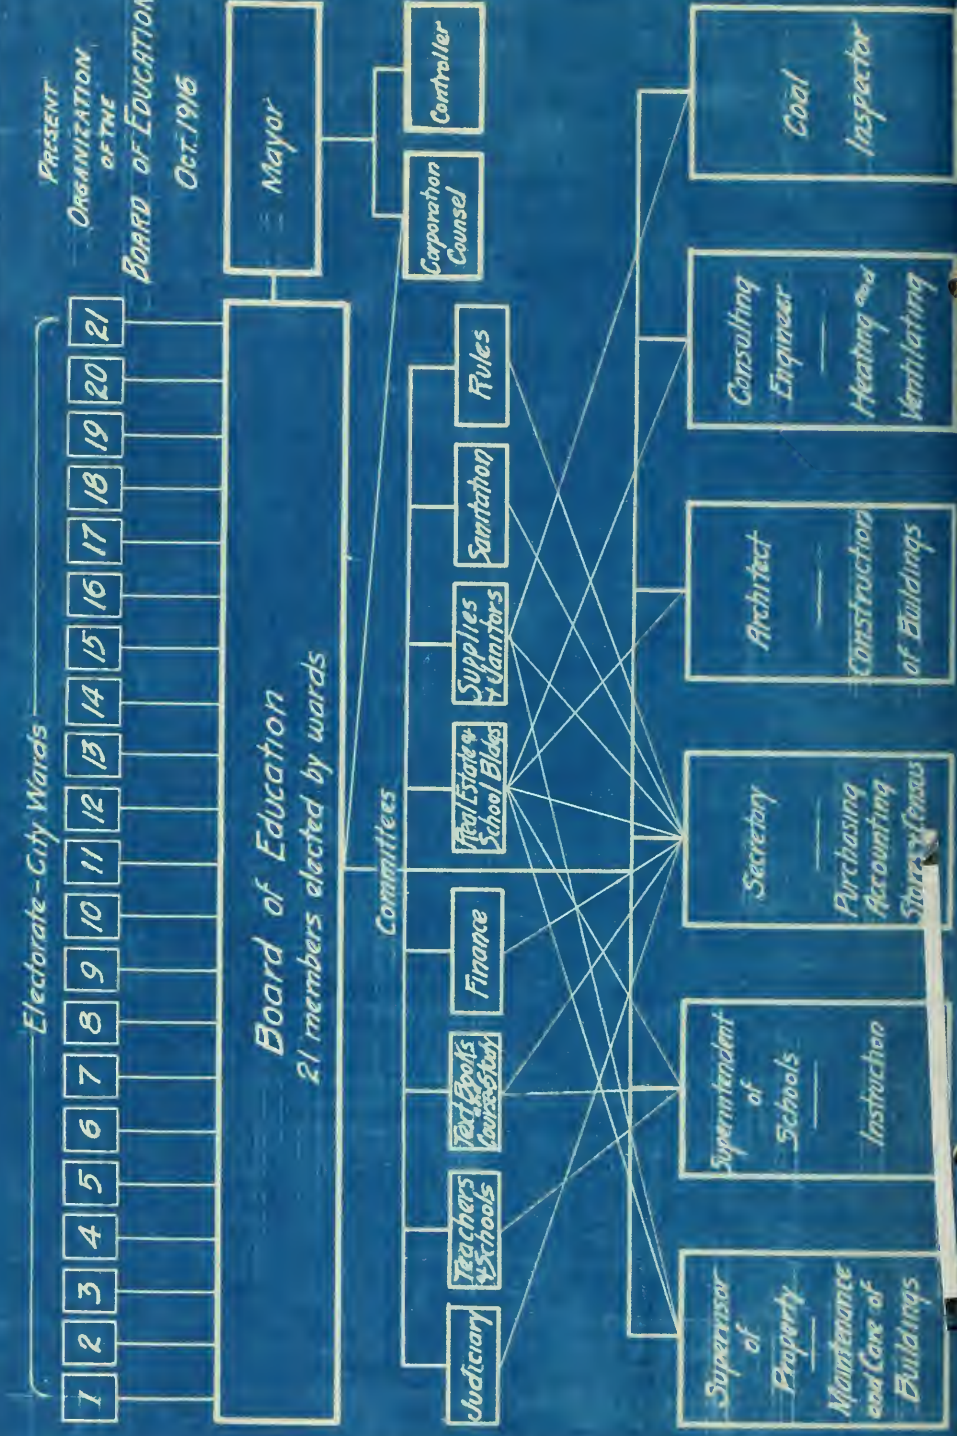 PRESENT
ORGANIZATION
OF THE
BOARD OF EDUCATION
OCT. 1916
Electorate - City Wards
1 2 3 4 5 6 7 8 9 10 11 12 13 14 15 16 17 18 19 20 21
Board of Education
21 members elected by wards
Mayor
Corporation
Counsel
Controller
Committees
Judiciary
Teachers
& Schools
Text Books
and
Course-Study
Finance
Real Estate &
School Bldgs
Supplies
& Janitors
Sanitation
Rules
Supervisor
of
Property
Maintenance
and Care of
Buildings
Superintendent
of
Schools
Instruction
Secretary
Purchasing
Accounting
Stores Census
Architect
Construction
of Buildings
Consulting
Engineer
Heating and
Ventilating
Coal
Inspector